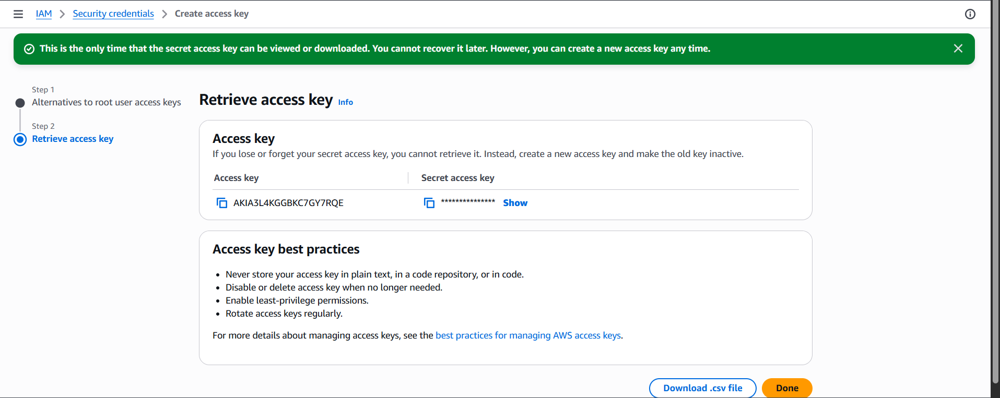 IAM > Security credentials > Create access key
This is the only time that the secret access key can be viewed or downloaded. You cannot recover it later. However, you can create a new access key any time.
Step 1
Alternatives to root user access keys
Step 2
Retrieve access key
Retrieve access key Info
Access key
If you lose or forget your secret access key, you cannot retrieve it. Instead, create a new access key and make the old key inactive.
Access key Secret access key
AKIA3L4KGGBKC7GY7RQE *************** Show
Access key best practices
• Never store your access key in plain text, in a code repository, or in code.
• Disable or delete access key when no longer needed.
• Enable least-privilege permissions.
• Rotate access keys regularly.
For more details about managing access keys, see the best practices for managing AWS access keys.
Download .csv file Done